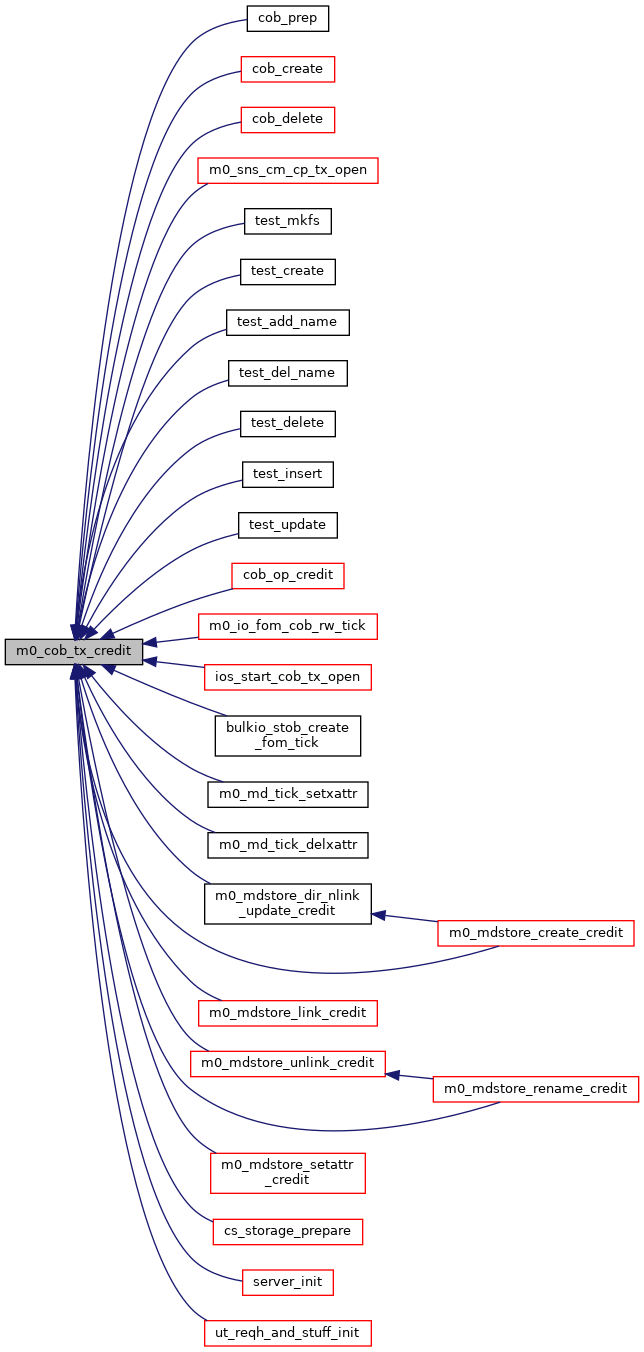 cob_prep
cob_create
cob_delete
m0_sns_cm_cp_tx_open
test_mkfs
test_create
test_add_name
test_del_name
test_delete
test_insert
test_update
cob_op_credit
m0_io_fom_cob_rw_tick
m0_cob_tx_credit
ios_start_cob_tx_open
bulkio_stob_create
_fom_tick
m0_md_tick_setxattr
m0_md_tick_delxattr
m0_mdstore_dir_nlink
_update_credit
m0_mdstore_create_credit
m0_mdstore_link_credit
m0_mdstore_unlink_credit
m0_mdstore_rename_credit
m0_mdstore_setattr
_credit
cs_storage_prepare
server_init
ut_reqh_and_stuff_init